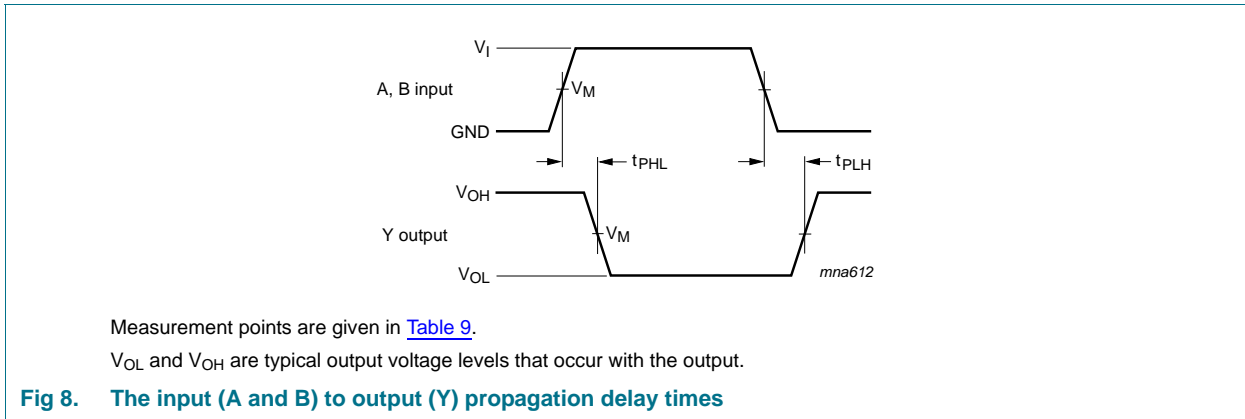 VI
A, B input
VM
GND
tPHL
tPLH
VOH
Y output
VM
VOL
mna612
Measurement points are given in Table 9.
VOL and VOH are typical output voltage levels that occur with the output.
Fig 8. The input (A and B) to output (Y) propagation delay times